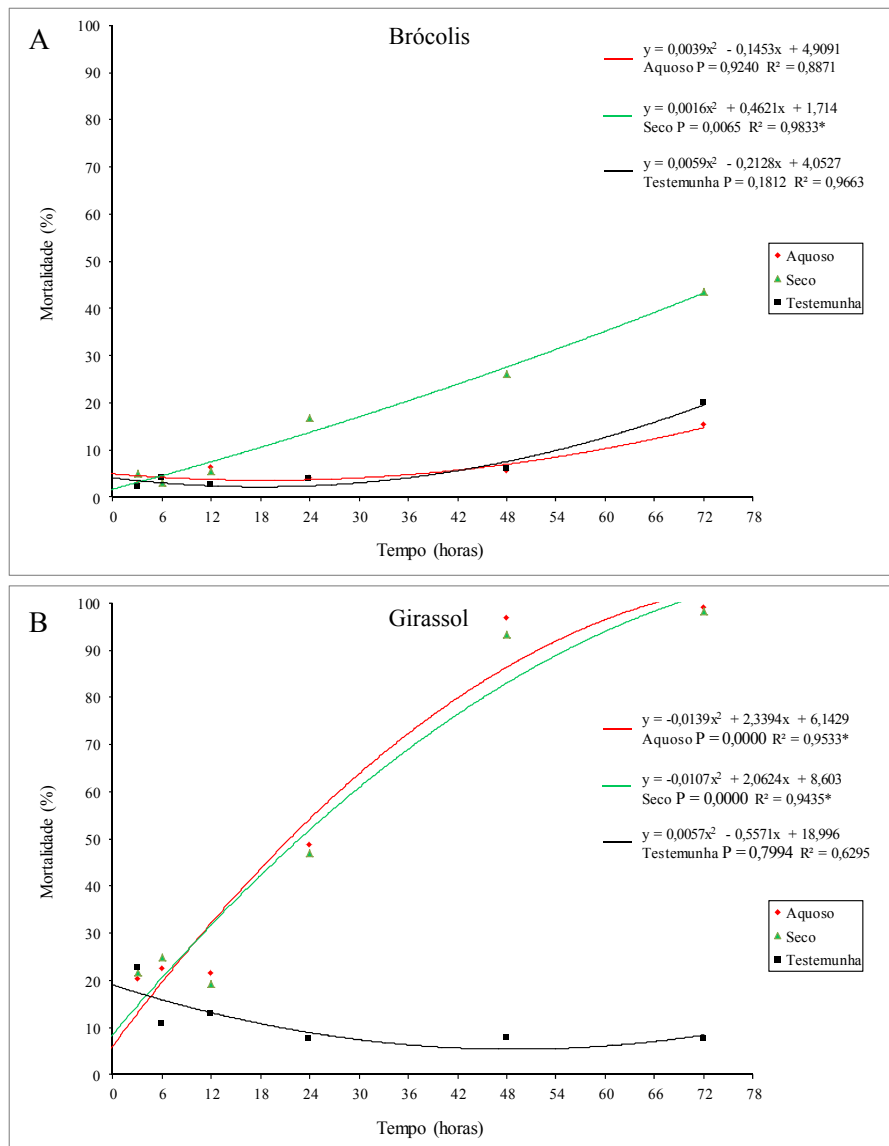 A
Brócolis
y = 0,0039x² - 0,1453x + 4,9091
Aquoso P = 0,9240 R² = 0,8871
y = 0,0016x² + 0,4621x + 1,714
Seco P = 0,0065 R² = 0,9833*
y = 0,0059x² - 0,2128x + 4,0527
Testemunha P = 0,1812 R² = 0,9663
Mortalidade (%)
100
90
80
70
60
50
40
30
20
10
0
Aquoso
Seco
Testemunha
0 6 12 18 24 30 36 42 48 54 60 66 72 78
Tempo (horas)
B
Girassol
y = -0,0139x² + 2,3394x + 6,1429
Aquoso P = 0,0000 R² = 0,9533*
y = -0,0107x² + 2,0624x + 8,603
Seco P = 0,0000 R² = 0,9435*
y = 0,0057x² - 0,5571x + 18,996
Testemunha P = 0,7994 R² = 0,6295
Mortalidade (%)
100
90
80
70
60
50
40
30
20
10
0
Aquoso
Seco
Testemunha
0 6 12 18 24 30 36 42 48 54 60 66 72 78
Tempo (horas)